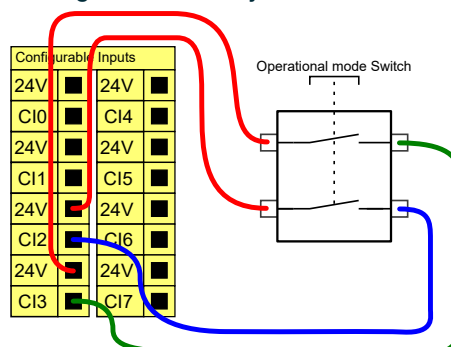 Configurable Inputs
Operational mode Switch
24V 24V
CI0 CI4
24V 24V
CI1 CI5
24V 24V
CI2 CI6
24V 24V
CI3 CI7